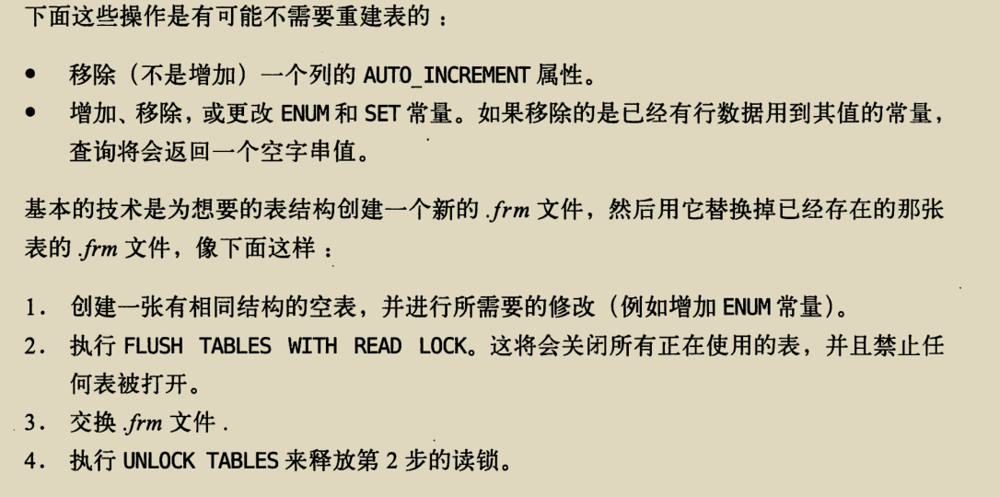 下面这些操作是有可能不需要重建表的：
• 移除（不是增加）一个列的 AUTO_INCREMENT 属性。
• 增加、移除，或更改 ENUM 和 SET 常量。如果移除的是已经有行数据用到其值的常量，
查询将会返回一个空字串值。
基本的技术是为想要的表结构创建一个新的 .frm 文件，然后用它替换掉已经存在的那张
表的 .frm 文件，像下面这样：
1. 创建一张有相同结构的空表，并进行所需要的修改（例如增加 ENUM 常量）。
2. 执行 FLUSH TABLES WITH READ LOCK。这将会关闭所有正在使用的表，并且禁止任
何表被打开。
3. 交换 .frm 文件 .
4. 执行 UNLOCK TABLES 来释放第 2 步的读锁。